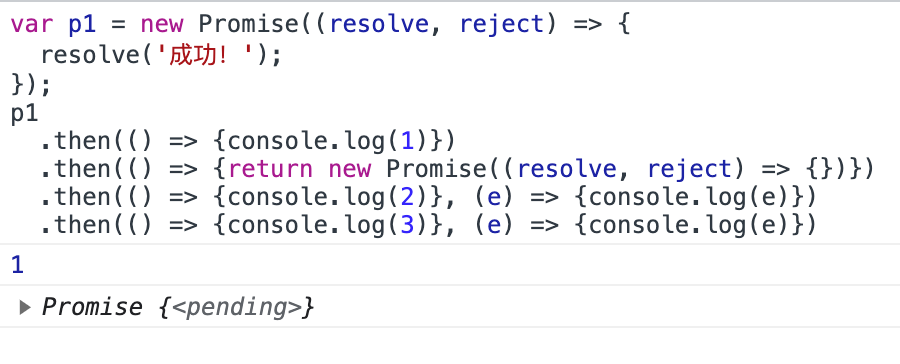 var p1 = new Promise((resolve, reject) => {
  resolve('成功！');
});
p1
  .then(() => {console.log(1)})
  .then(() => {return new Promise((resolve, reject) => {})})
  .then(() => {console.log(2)}, (e) => {console.log(e)})
  .then(() => {console.log(3)}, (e) => {console.log(e)})
1
▶ Promise {<pending>}